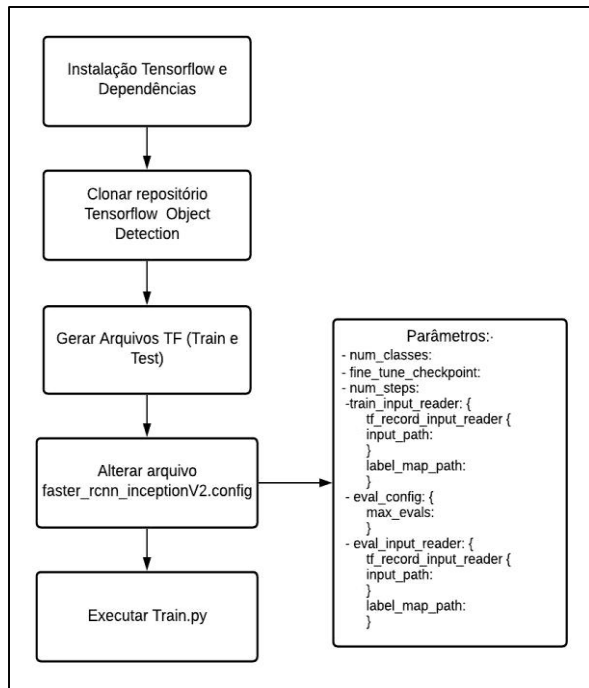 Instalação Tensorflow e
Dependências
Clonar repositório
Tensorflow Object
Detection
Gerar Arquivos TF (Train e
Test)
Alterar arquivo
faster_rcnn_inceptionV2.config
Executar Train.py
Parâmetros:·
- num_classes:
- fine_tune_checkpoint:
- num_steps:
-train_input_reader: {
tf_record_input_reader {
input_path:
}
label_map_path:
}
- eval_config: {
max_evals:
}
- eval_input_reader: {
tf_record_input_reader {
input_path:
}
label_map_path:
}